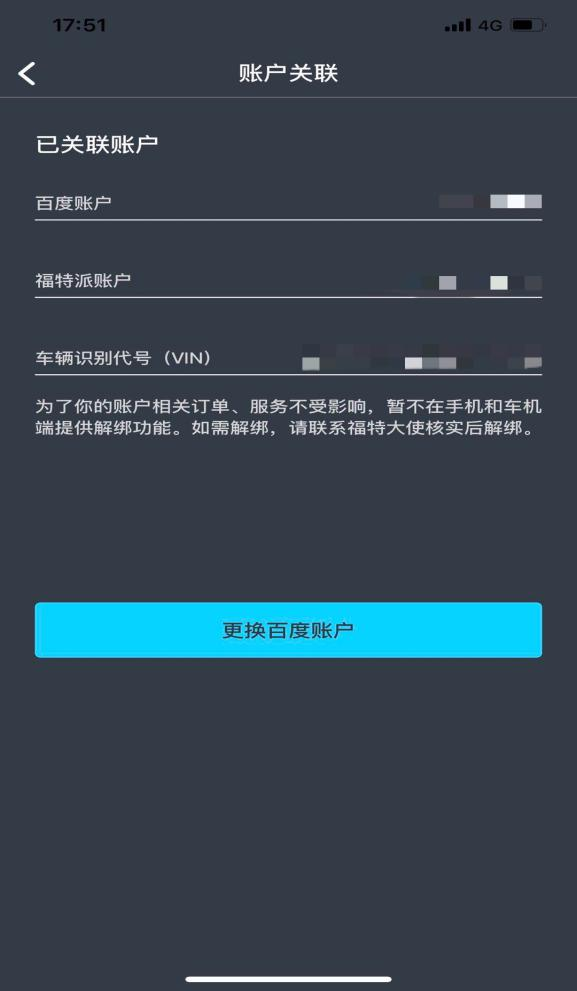 17:51
4G
账户关联
已关联账户
百度账户
福特派账户
车辆识别代号（VIN）
为了你的账户相关订单、服务不受影响，暂不在手机和车机
端提供解绑功能。如需解绑，请联系福特大使核实后解绑。
更换百度账户